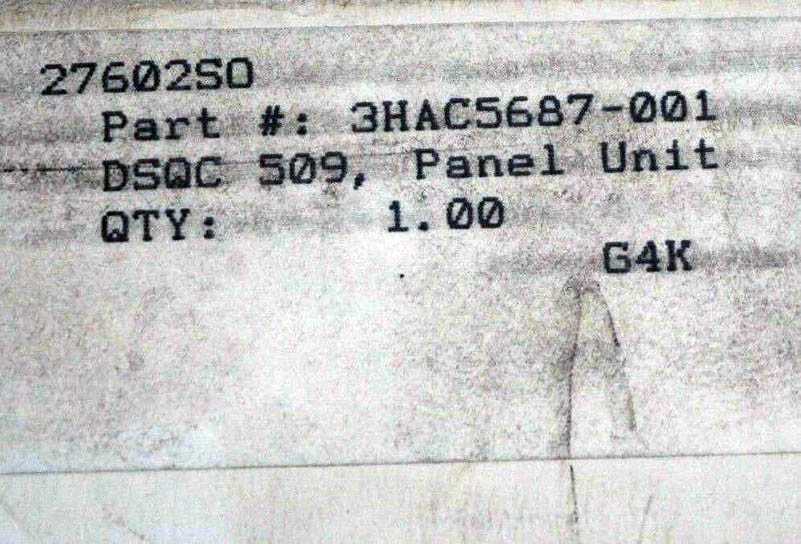 27602SO
Part #: 3HAC5687-001
DSQC 509, Panel Unit
QTY: 1.00
G4K